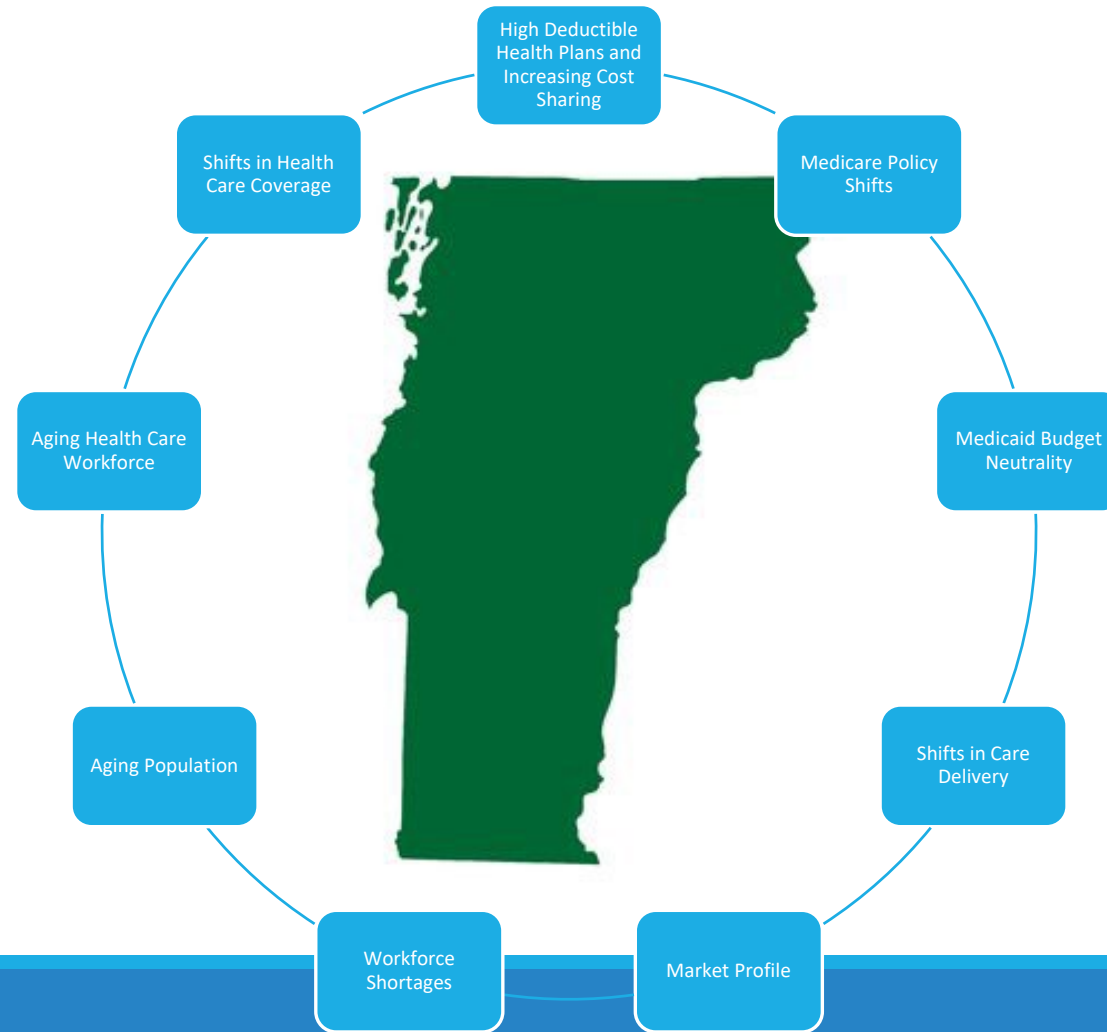 High Deductible
Health Plans and
Increasing Cost
Sharing
Medicare Policy
Shifts
Medicaid Budget
Neutrality
Shifts in Care
Delivery
Market Profile
Workforce
Shortages
Aging Population
Aging Health Care
Workforce
Shifts in Health
Care Coverage